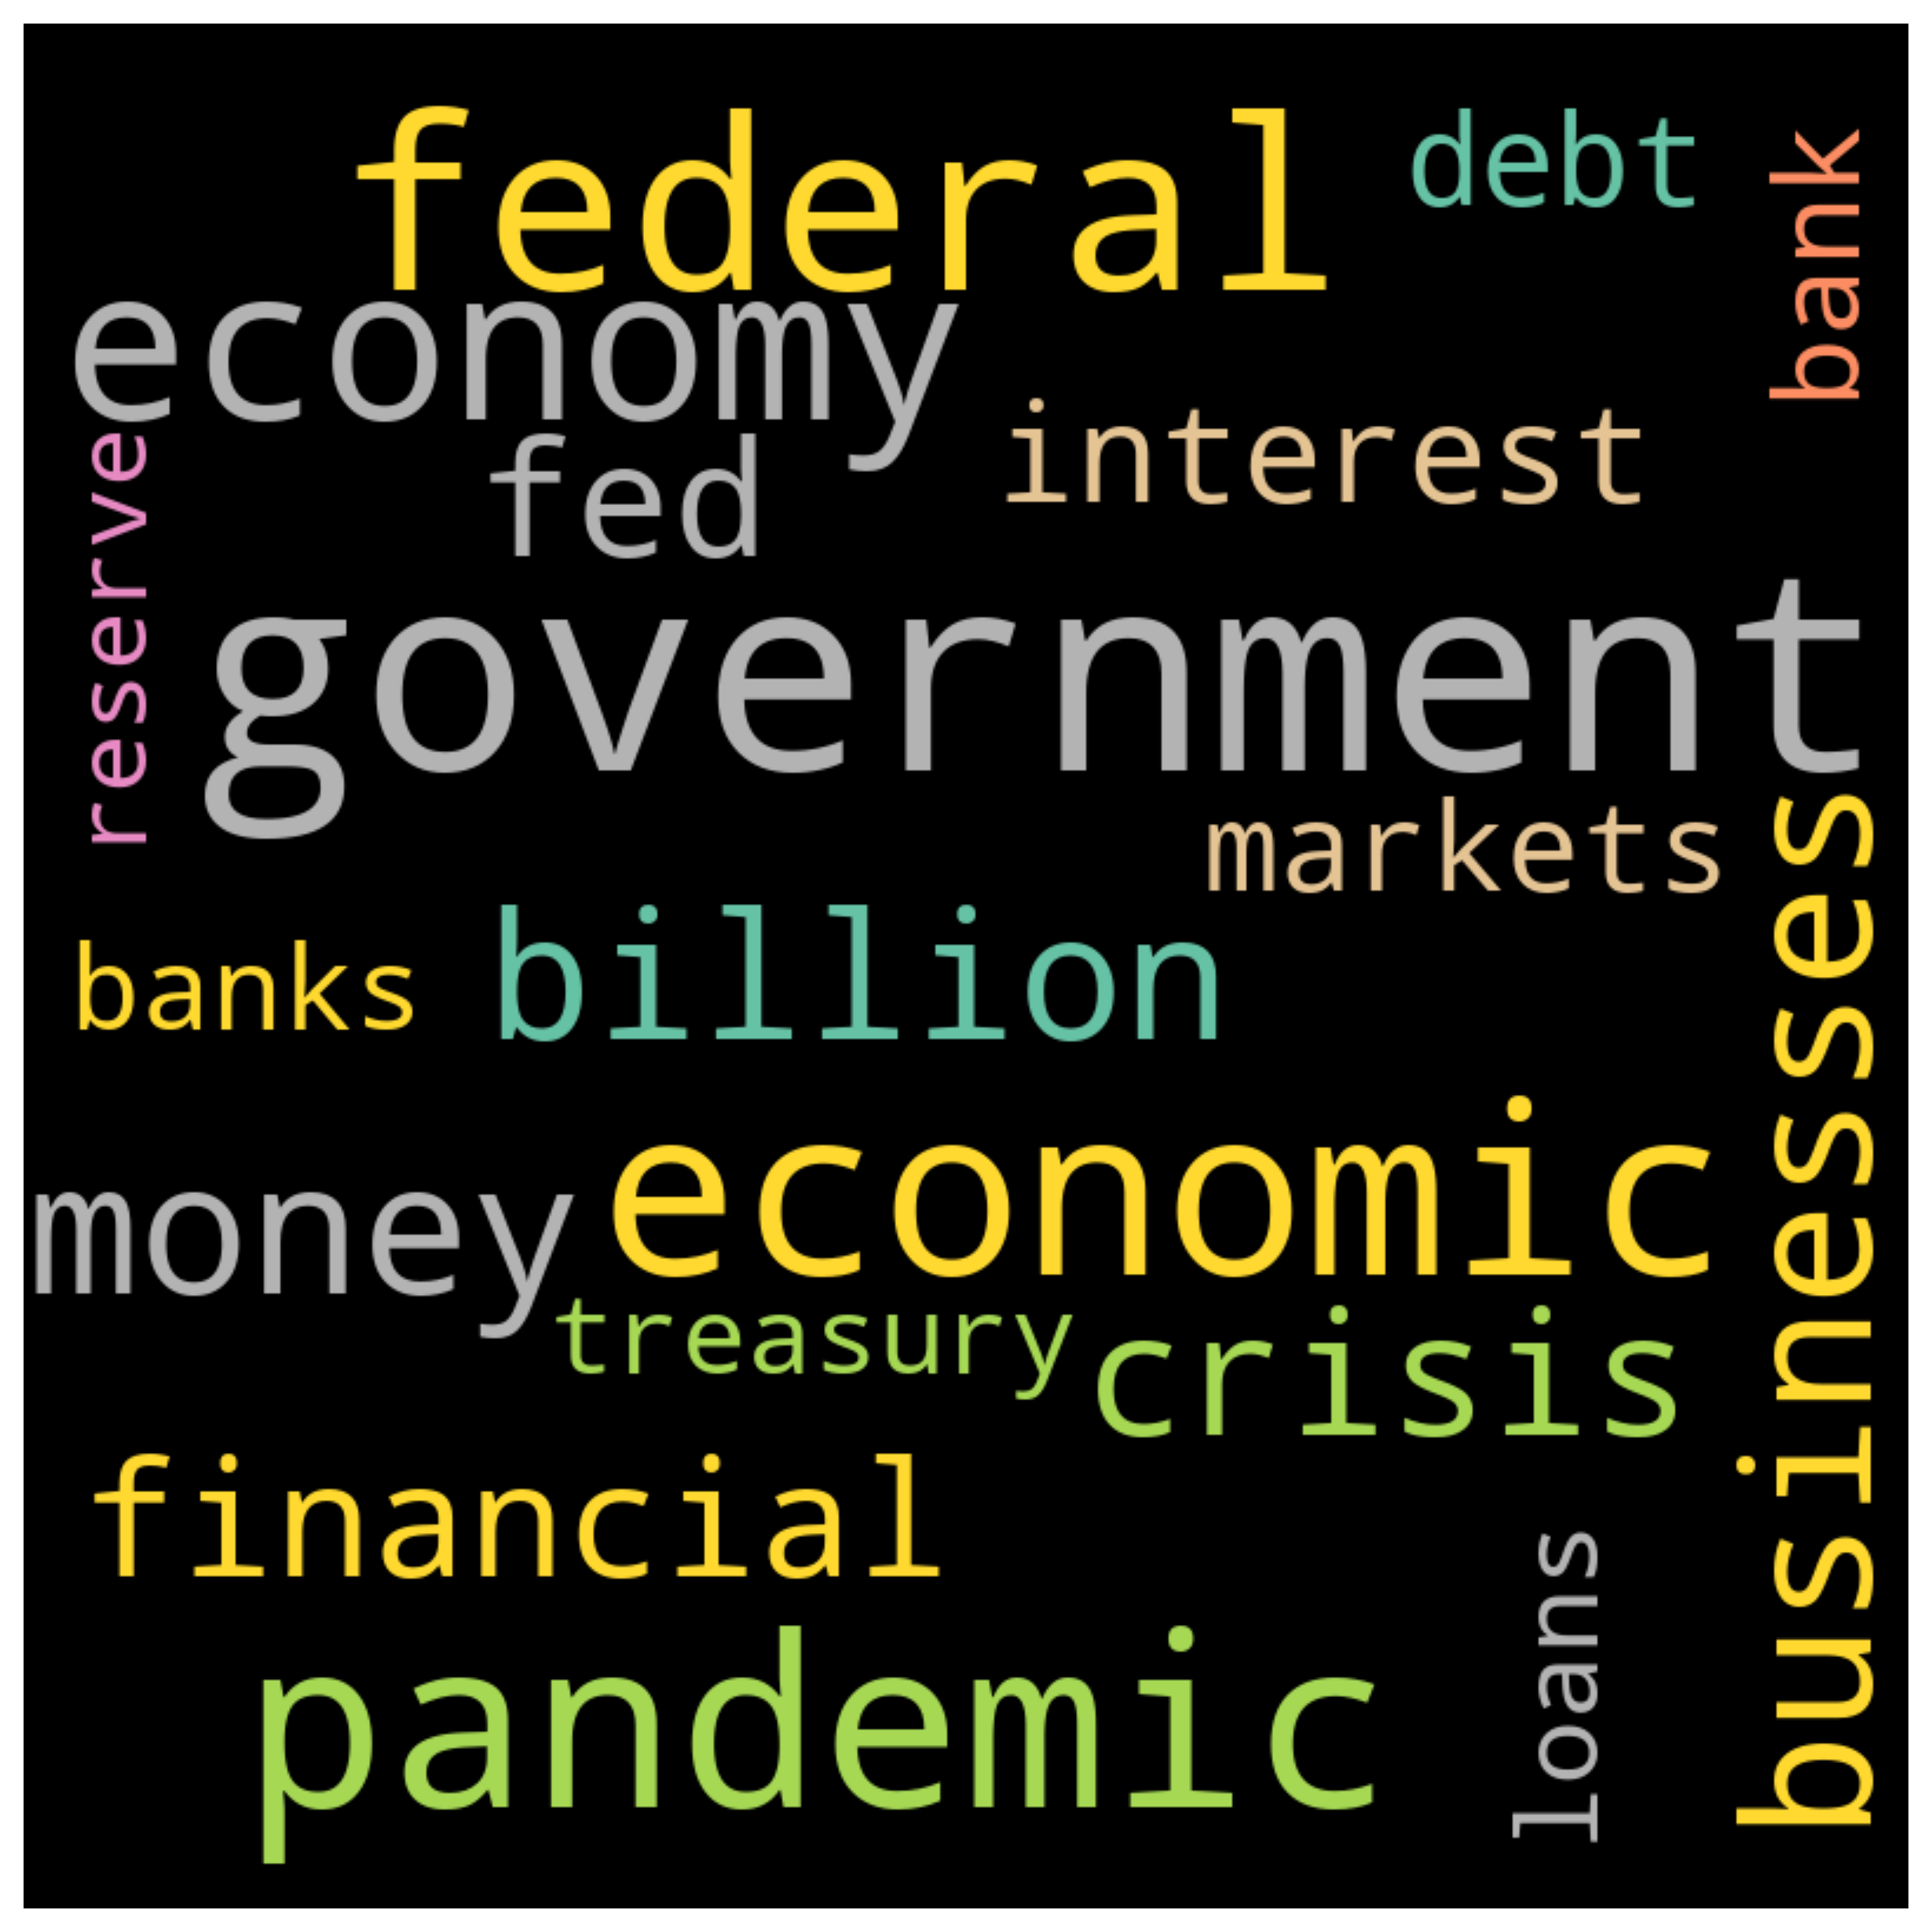 federal
debt
bank
economy
interest
fed
reserve
government
markets
businesses
billion
banks
economic
money
treasury
crisis
financial
loans
pandemic